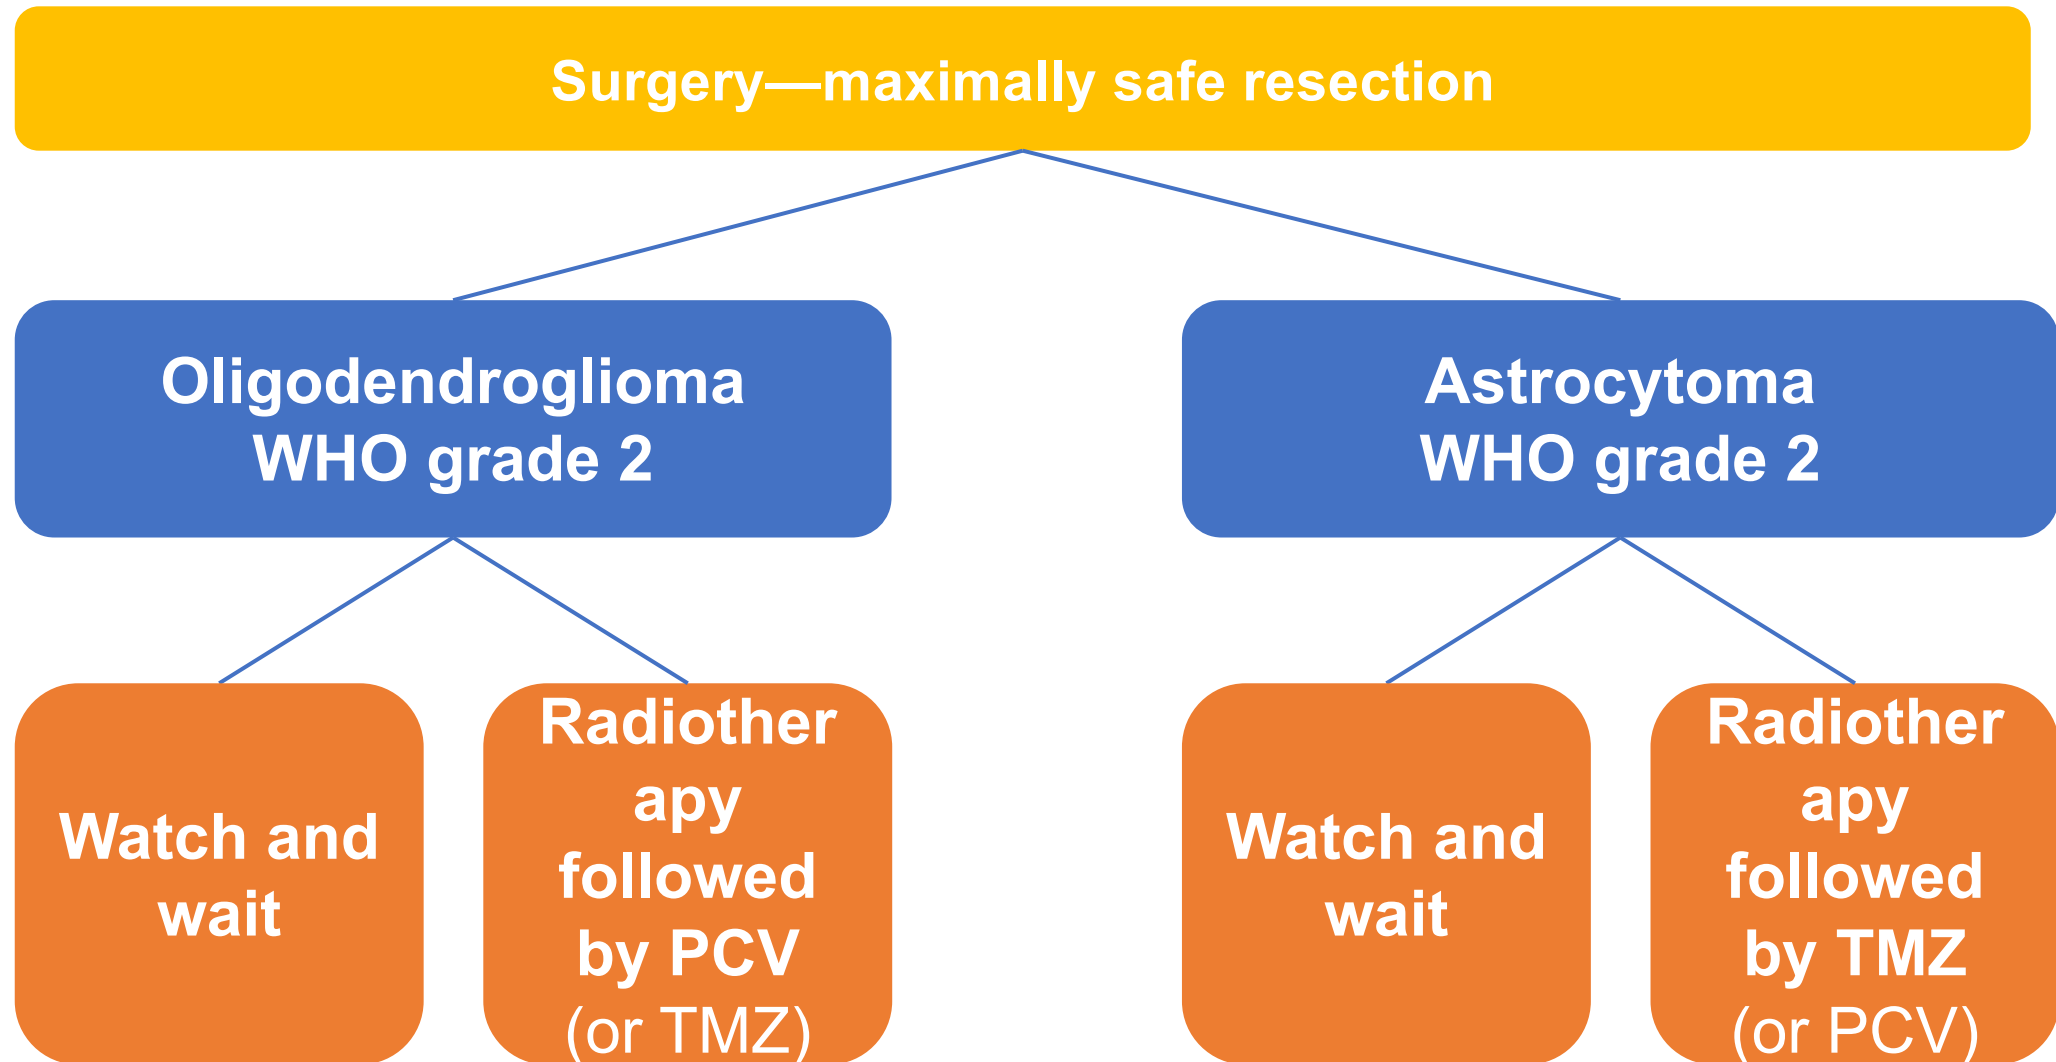 Surgery—maximally safe resection
Oligodendroglioma
WHO grade 2
Astrocytoma
WHO grade 2
Watch and
wait
Radiother
apy
followed
by PCV
(or TMZ)
Watch and
wait
Radiother
apy
followed
by TMZ
(or PCV)